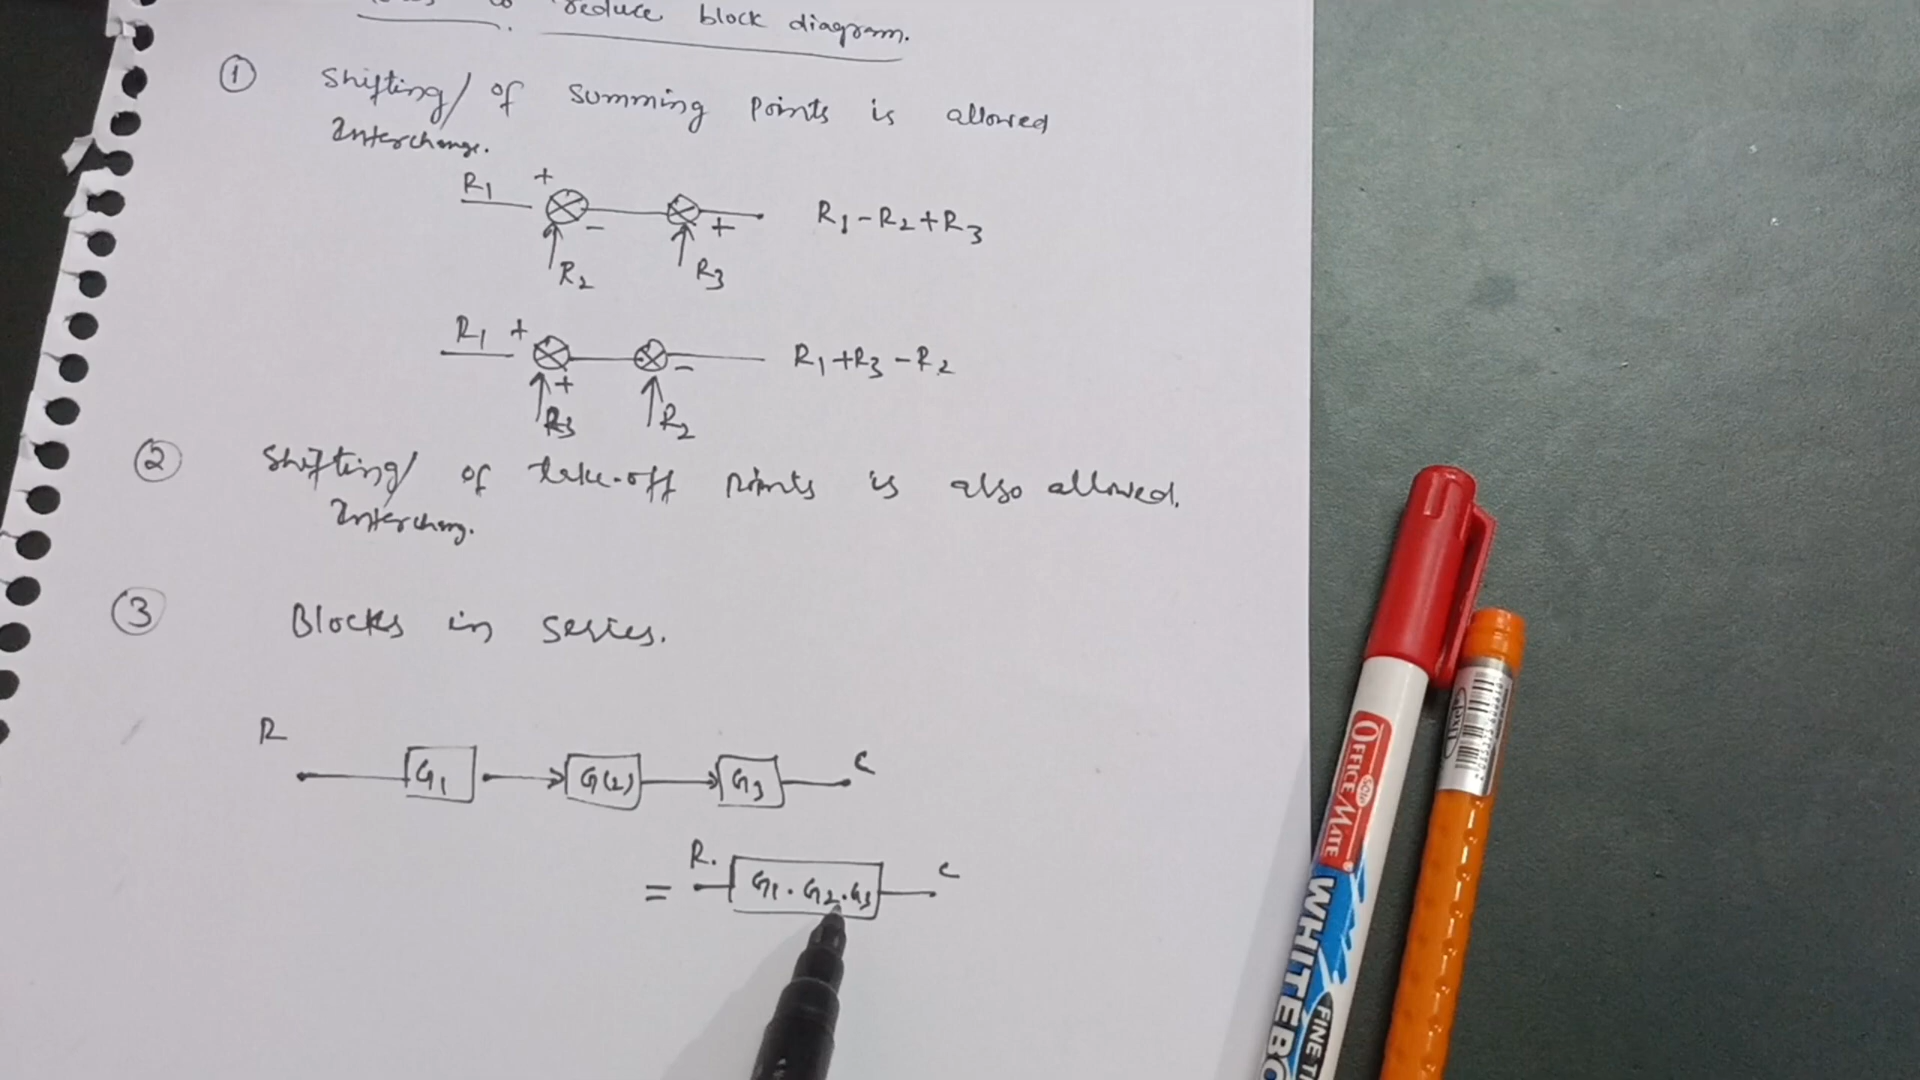 to reduce block diagram.
① Shifting/ of summing points is allowed
Interchange.
R1 + R1-R2+R3
- +
R2 R3
R1 + R1+R3-R2
+ -
R3 R2
② Shifting/ of take-off points is also allowed.
Interchang.
③ Blocks in series.
R G1 G(2) G3 C
= R. G1.G2.G3 C
OFFICE MATE
WHITEBO
FINE TI